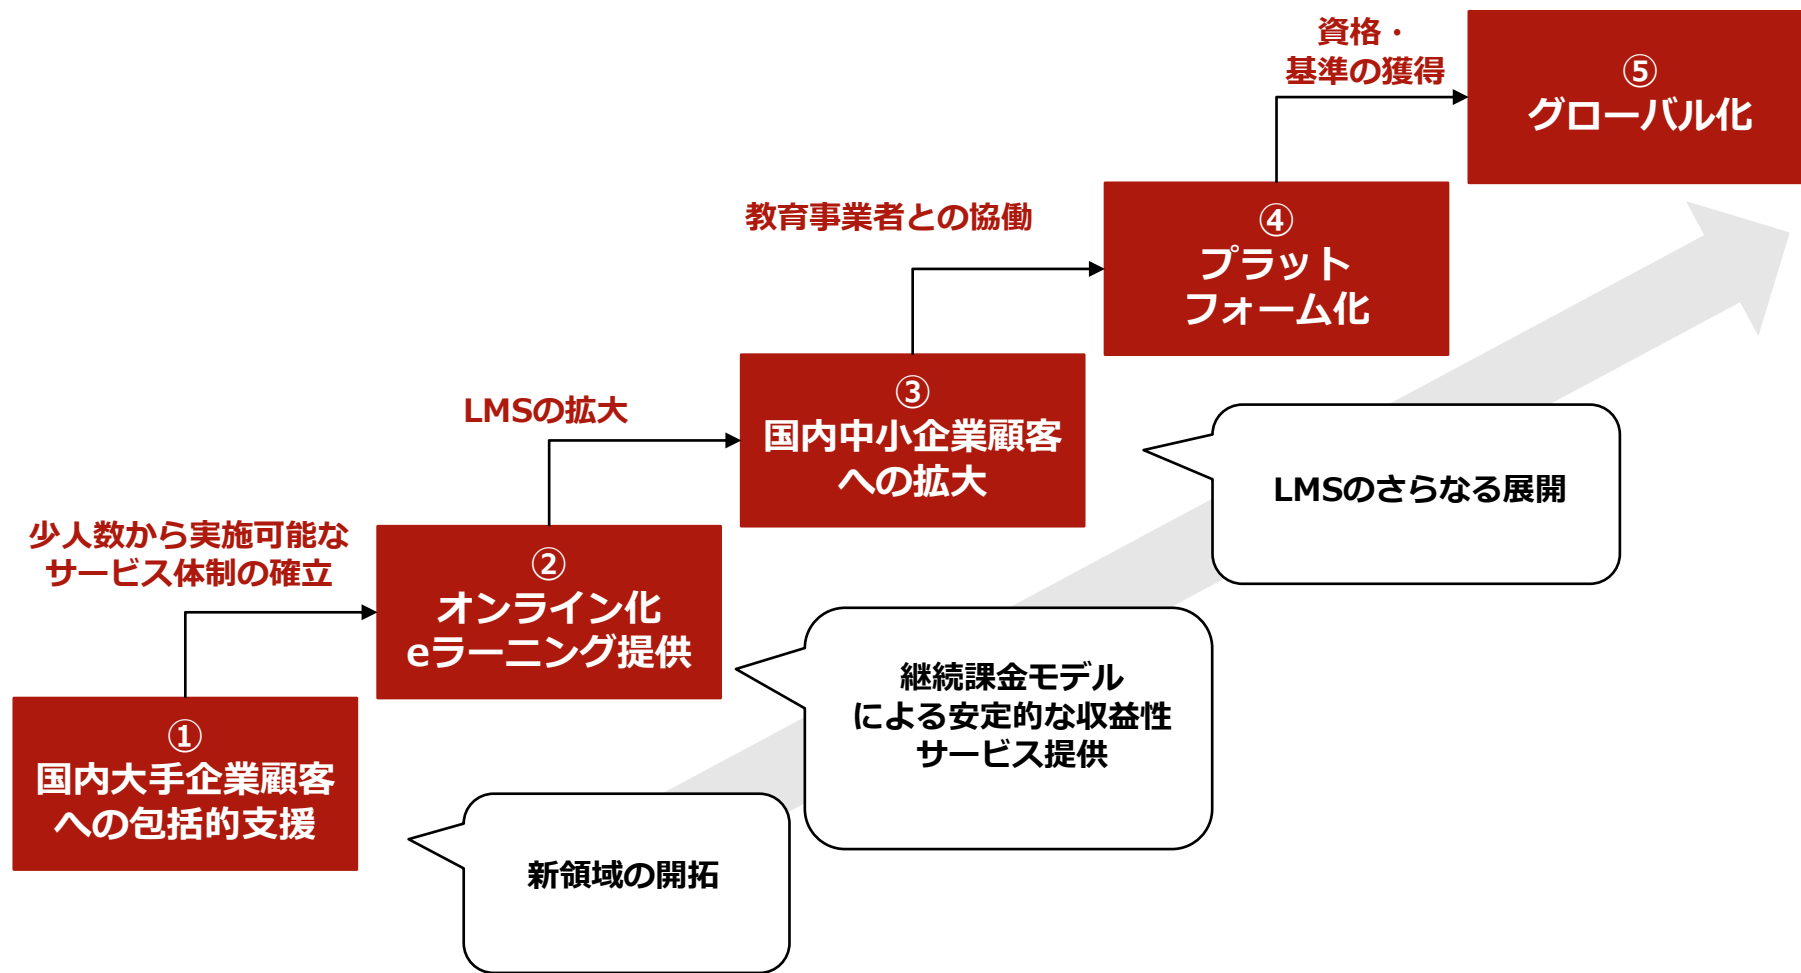 資格・
基準の獲得
⑤
グローバル化
教育事業者との協働
④
プラット
フォーム化
LMSの拡大
③
国内中小企業顧客
への拡大
LMSのさらなる展開
少人数から実施可能な
サービス体制の確立
②
オンライン化
eラーニング提供
継続課金モデル
による安定的な収益性
サービス提供
①
国内大手企業顧客
への包括的支援
新領域の開拓